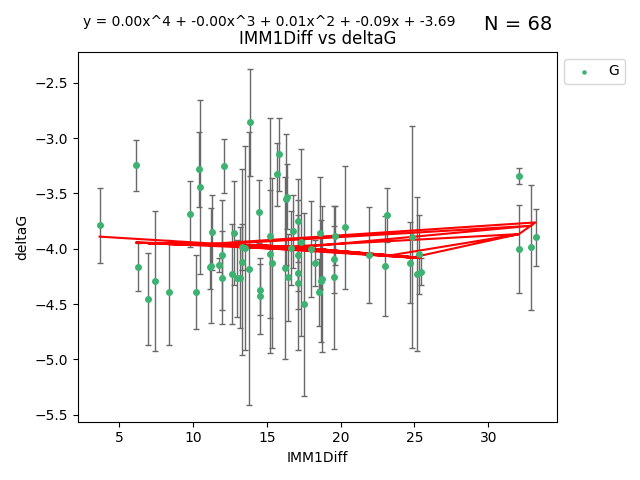 y = 0.00x^4 + -0.00x^3 + 0.01x^2 + -0.09x + -3.69
N = 68
IMM1Diff vs deltaG
G
−2.5
−3.0
−3.5
−4.0
−4.5
−5.0
−5.5
deltaG
5 10 15 20 25 30
IMM1Diff